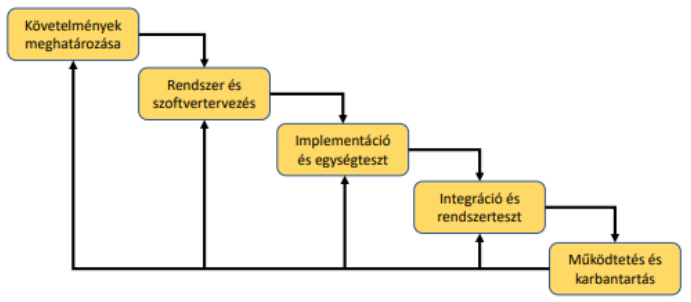 Követelmények
meghatározása
Rendszer és
szoftvertervezés
Implementáció
és egységteszt
Integráció és
rendszerteszt
Működtetés és
karbantartás